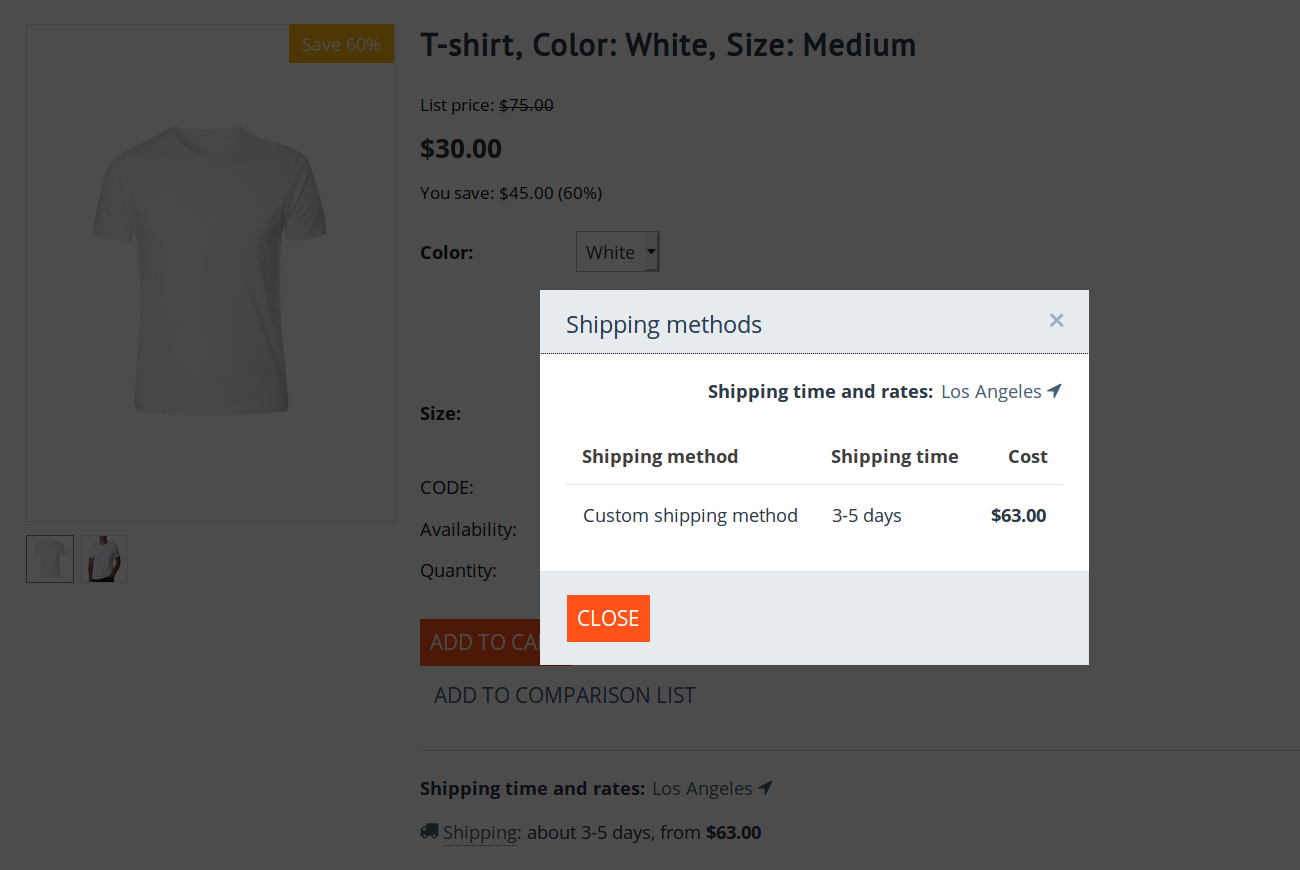 Save 60%
T-shirt, Color: White, Size: Medium
List price: $75.00
$30.00
You save: $45.00 (60%)
Color: White
Shipping methods ×
Shipping time and rates: Los Angeles
Shipping method Shipping time Cost
Custom shipping method 3-5 days $63.00
CLOSE
Size:
CODE:
Availability:
Quantity:
ADD TO CA
ADD TO COMPARISON LIST
Shipping time and rates: Los Angeles
Shipping: about 3-5 days, from $63.00